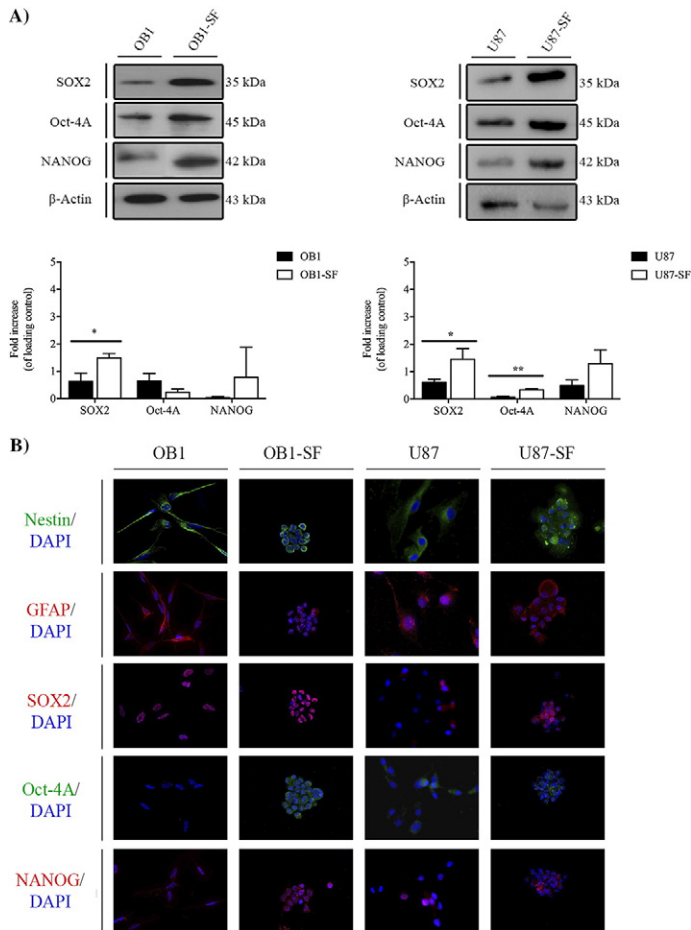 A)
OB1
OB1-SF
SOX2
35 kDa
Oct-4A
45 kDa
NANOG
42 kDa
β-Actin
43 kDa
U87
U87-SF
SOX2
35 kDa
Oct-4A
45 kDa
NANOG
42 kDa
β-Actin
43 kDa
OB1
OB1-SF
Fold increase
(of loading control)
5
4
3
2
1
0
*
SOX2
Oct-4A
NANOG
U87
U87-SF
Fold increase
(of loading control)
5
4
3
2
1
0
*
**
SOX2
Oct-4A
NANOG
B)
OB1
OB1-SF
U87
U87-SF
Nestin/
DAPI
GFAP/
DAPI
SOX2/
DAPI
Oct-4A/
DAPI
NANOG/
DAPI